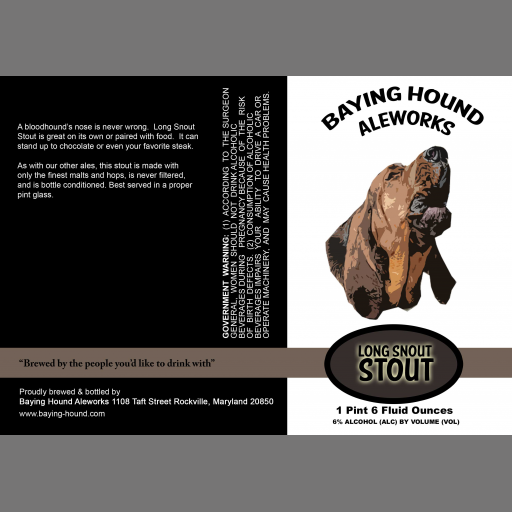 A bloodhound's nose is never wrong. Long Snout
Stout is great on its own or paired with food. It can
stand up to chocolate or even your favorite steak.
As with our other ales, this stout is made with
only the finest malts and hops, is never filtered,
and is bottle conditioned. Best served in a proper
pint glass.
GOVERNMENT WARNING: (1) ACCORDING TO THE SURGEON
GENERAL, WOMEN SHOULD NOT DRINK ALCOHOLIC
BEVERAGES DURING PREGNANCY BECAUSE OF THE RISK
OF BIRTH DEFECTS. (2) CONSUMPTION OF ALCOHOLIC
BEVERAGES IMPAIRS YOUR ABILITY TO DRIVE A CAR OR
OPERATE MACHINERY, AND MAY CAUSE HEALTH PROBLEMS.
"Brewed by the people you'd like to drink with"
Proudly brewed & bottled by
Baying Hound Aleworks 1108 Taft Street Rockville, Maryland 20850
www.baying-hound.com
BAYING HOUND
ALEWORKS
LONG SNOUT
STOUT
1 Pint 6 Fluid Ounces
6% ALCOHOL (ALC) BY VOLUME (VOL)